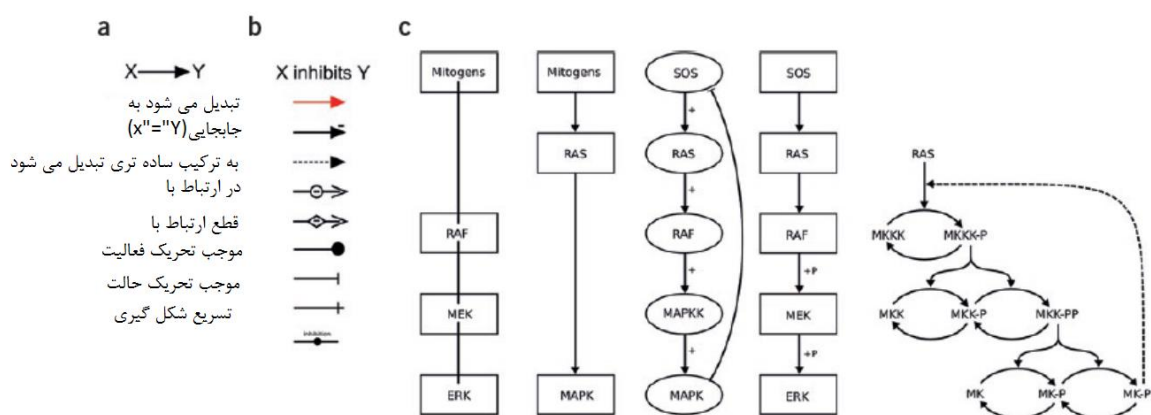 a
X Y
تبدیل می شود به
جابجایی(x"="Y)
به ترکیب ساده تری تبدیل می شود
در ارتباط با
قطع ارتباط با
موجب تحریک فعالیت
موجب تحریک حالت
تسریع شکل گیری
b
X inhibits Y
c
Mitogens
RAF
MEK
ERK
Mitogens
RAS
MAPK
SOS
+
RAS
+
RAF
+
MAPKK
+
MAPK
SOS
RAS
RAF
+P
MEK
+P
ERK
RAS
MKKK MKKK-P
MKK MKK-P MKK-PP
MK MK-P MK-P